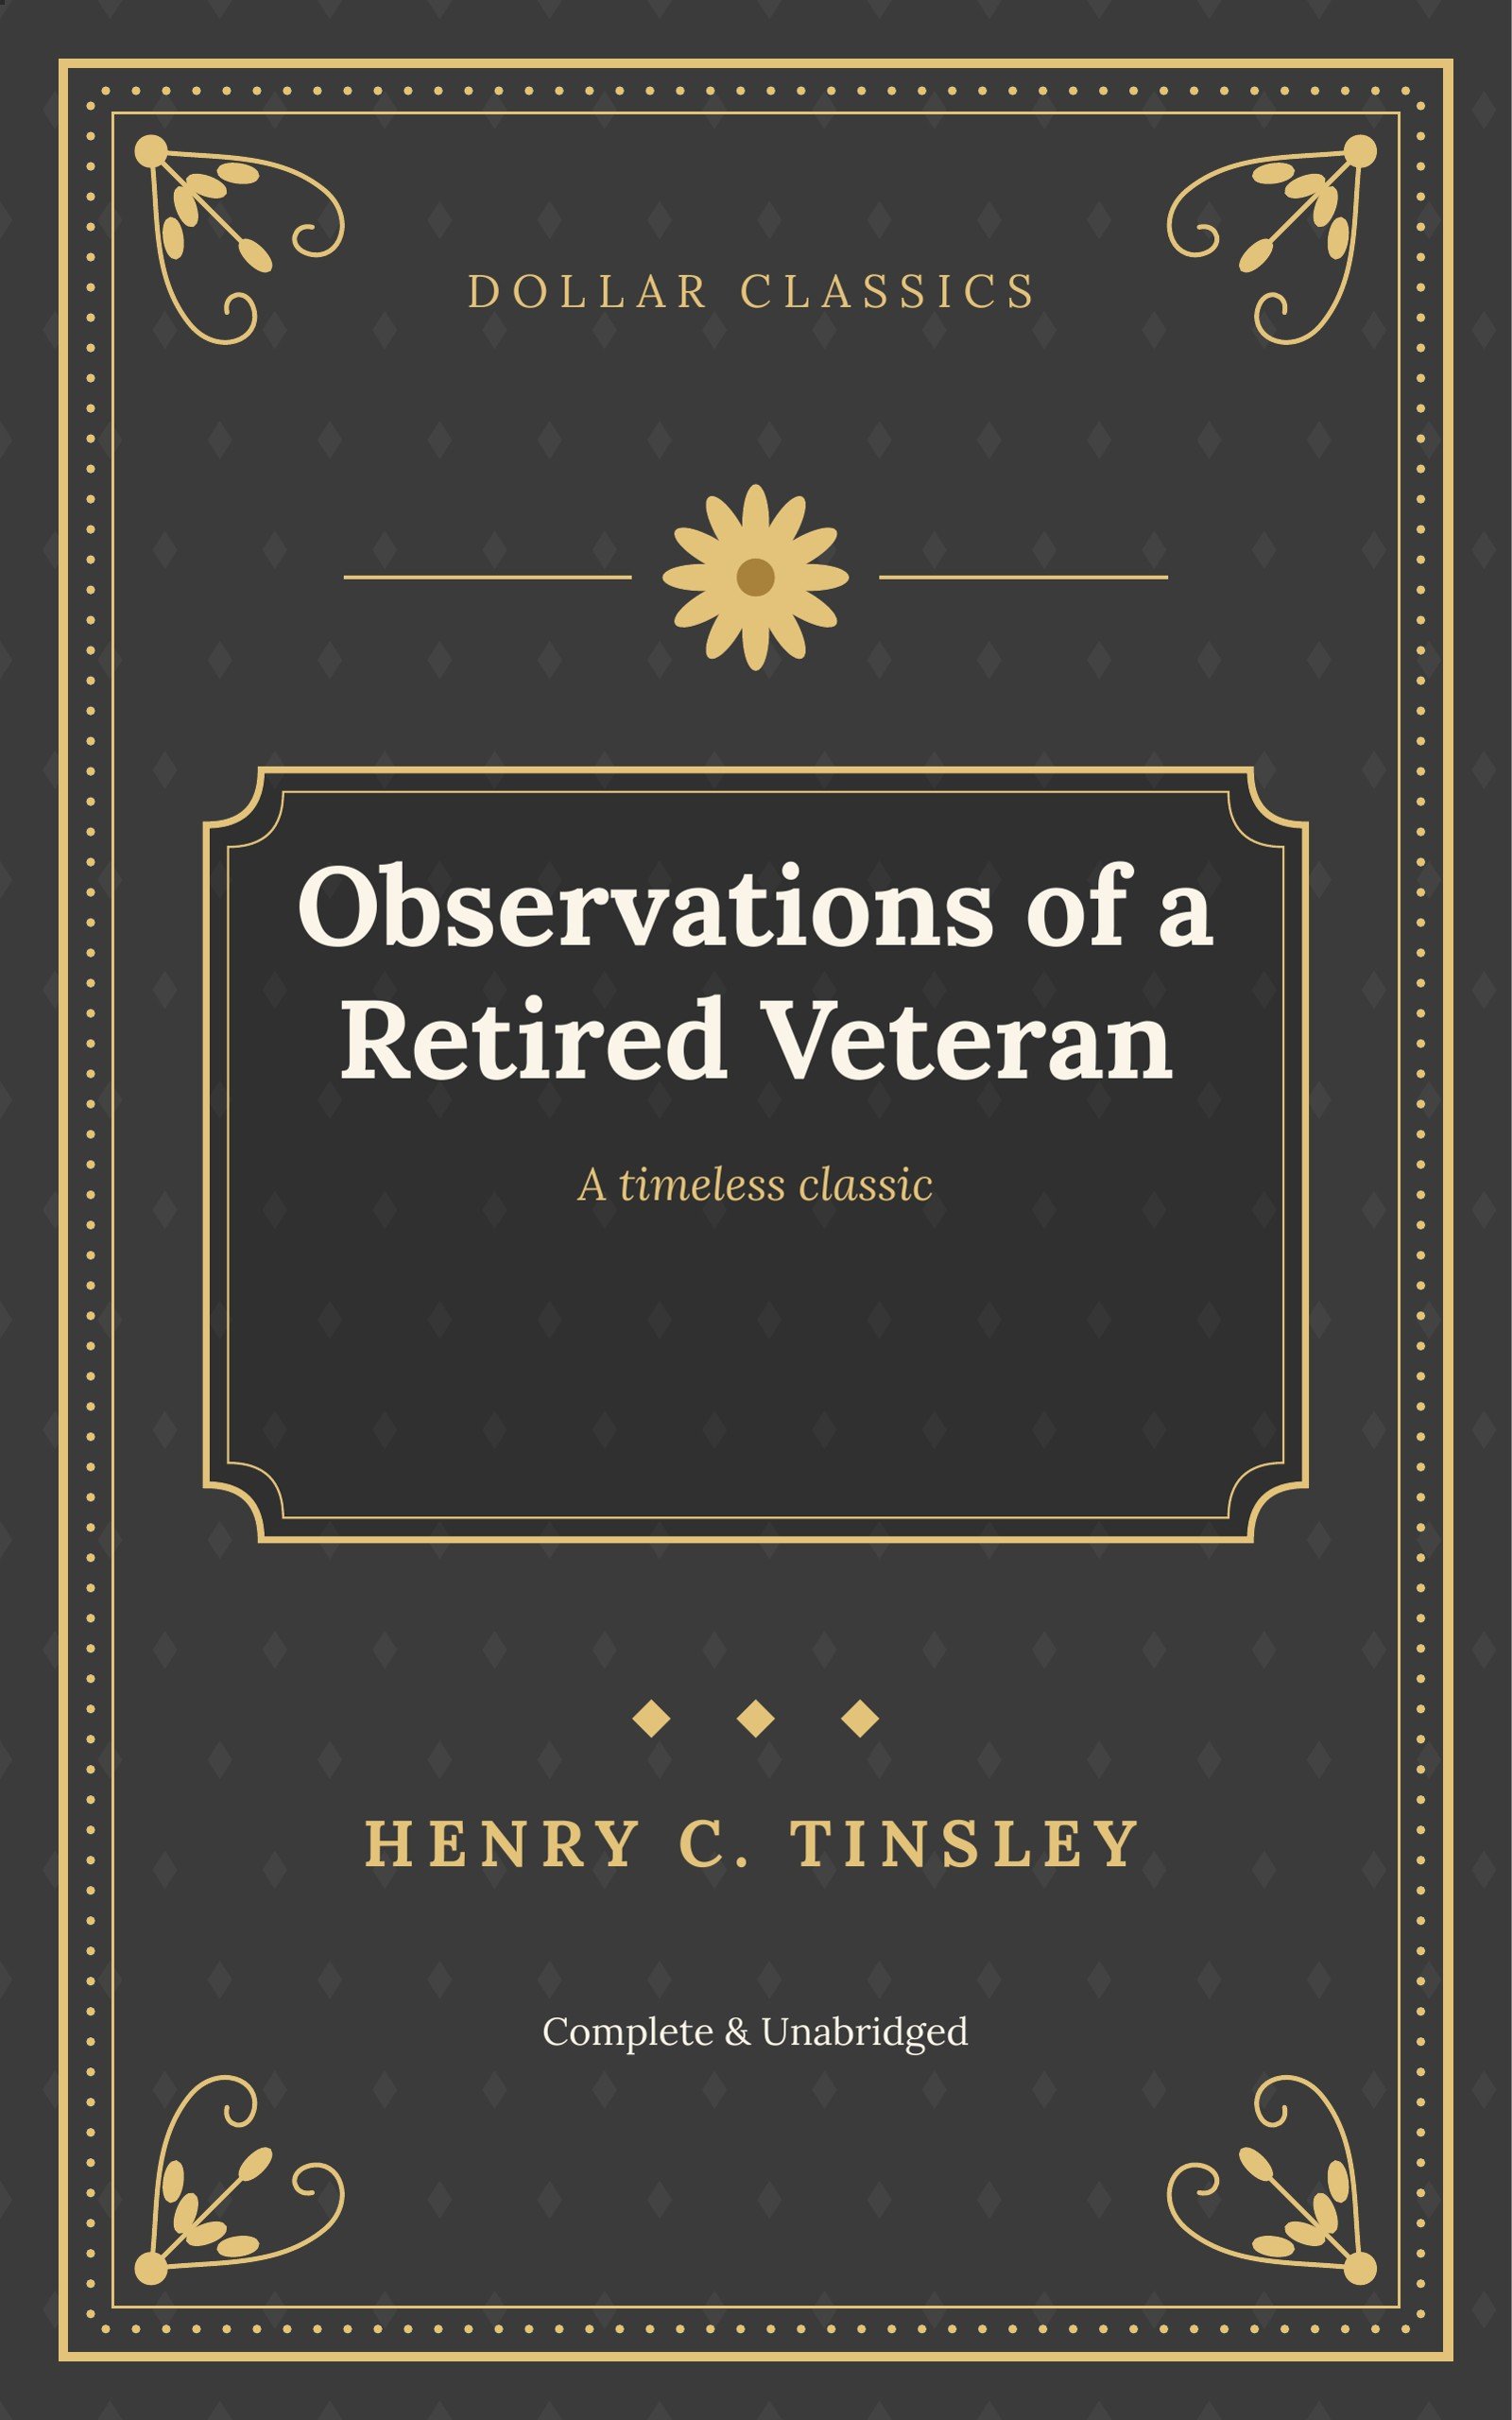 DOLLAR CLASSICS
Observations of a
Retired Veteran
A timeless classic
HENRY C. TINSLEY
Complete & Unabridged